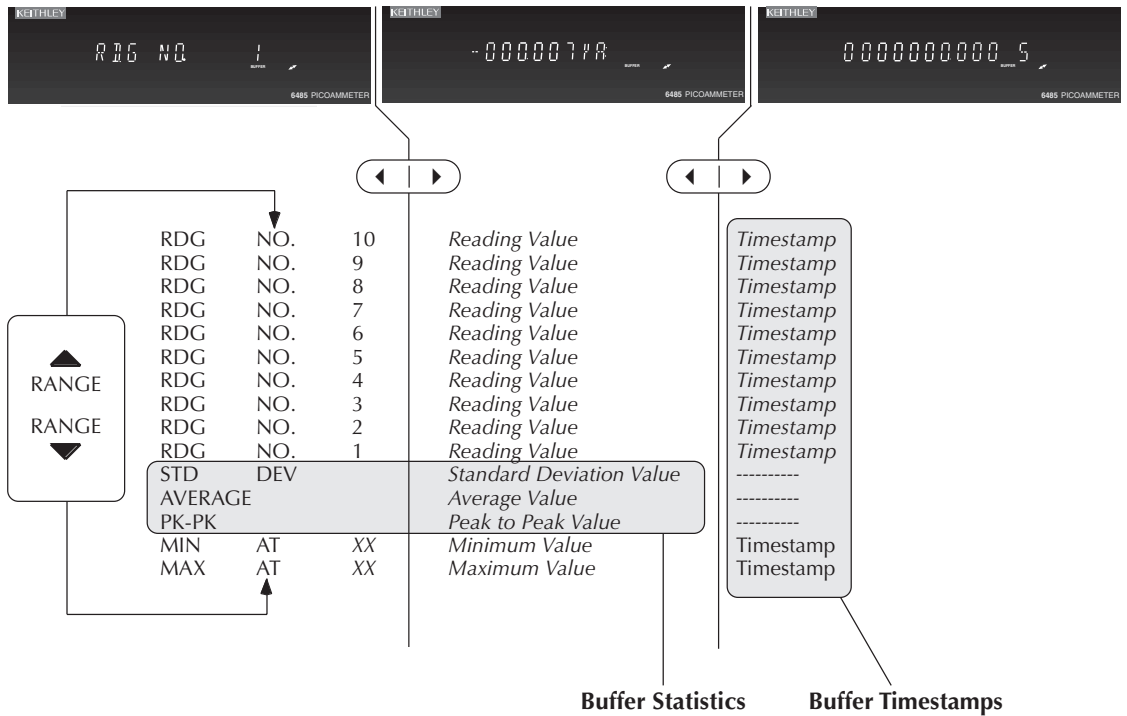 KEITHLEY KEITHLEY KEITHLEY
RDG NO. 1 -000.007µA 0000000.000 S
BUFFER BUFFER BUFFER
6485 PICOAMMETER 6485 PICOAMMETER 6485 PICOAMMETER
RDG NO. 10 Reading Value Timestamp
RDG NO. 9 Reading Value Timestamp
RDG NO. 8 Reading Value Timestamp
RDG NO. 7 Reading Value Timestamp
RDG NO. 6 Reading Value Timestamp
RDG NO. 5 Reading Value Timestamp
RDG NO. 4 Reading Value Timestamp
RDG NO. 3 Reading Value Timestamp
RDG NO. 2 Reading Value Timestamp
RDG NO. 1 Reading Value Timestamp
RANGE
RANGE
STD DEV Standard Deviation Value ----------
AVERAGE Average Value ----------
PK-PK Peak to Peak Value ----------
MIN AT XX Minimum Value Timestamp
MAX AT XX Maximum Value Timestamp
Buffer Statistics Buffer Timestamps